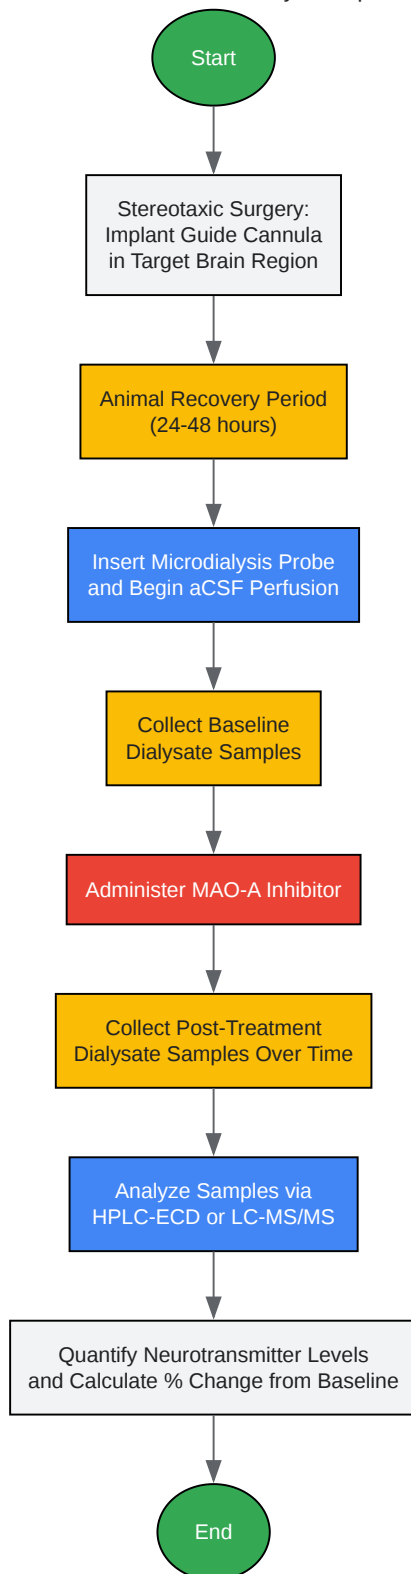 Start
Stereotaxic Surgery:
Implant Guide Cannula
in Target Brain Region
Animal Recovery Period
(24-48 hours)
Insert Microdialysis Probe
and Begin aCSF Perfusion
Collect Baseline
Dialysate Samples
Administer MAO-A Inhibitor
Collect Post-Treatment
Dialysate Samples Over Time
Analyze Samples via
HPLC-ECD or LC-MS/MS
Quantify Neurotransmitter Levels
and Calculate % Change from Baseline
End